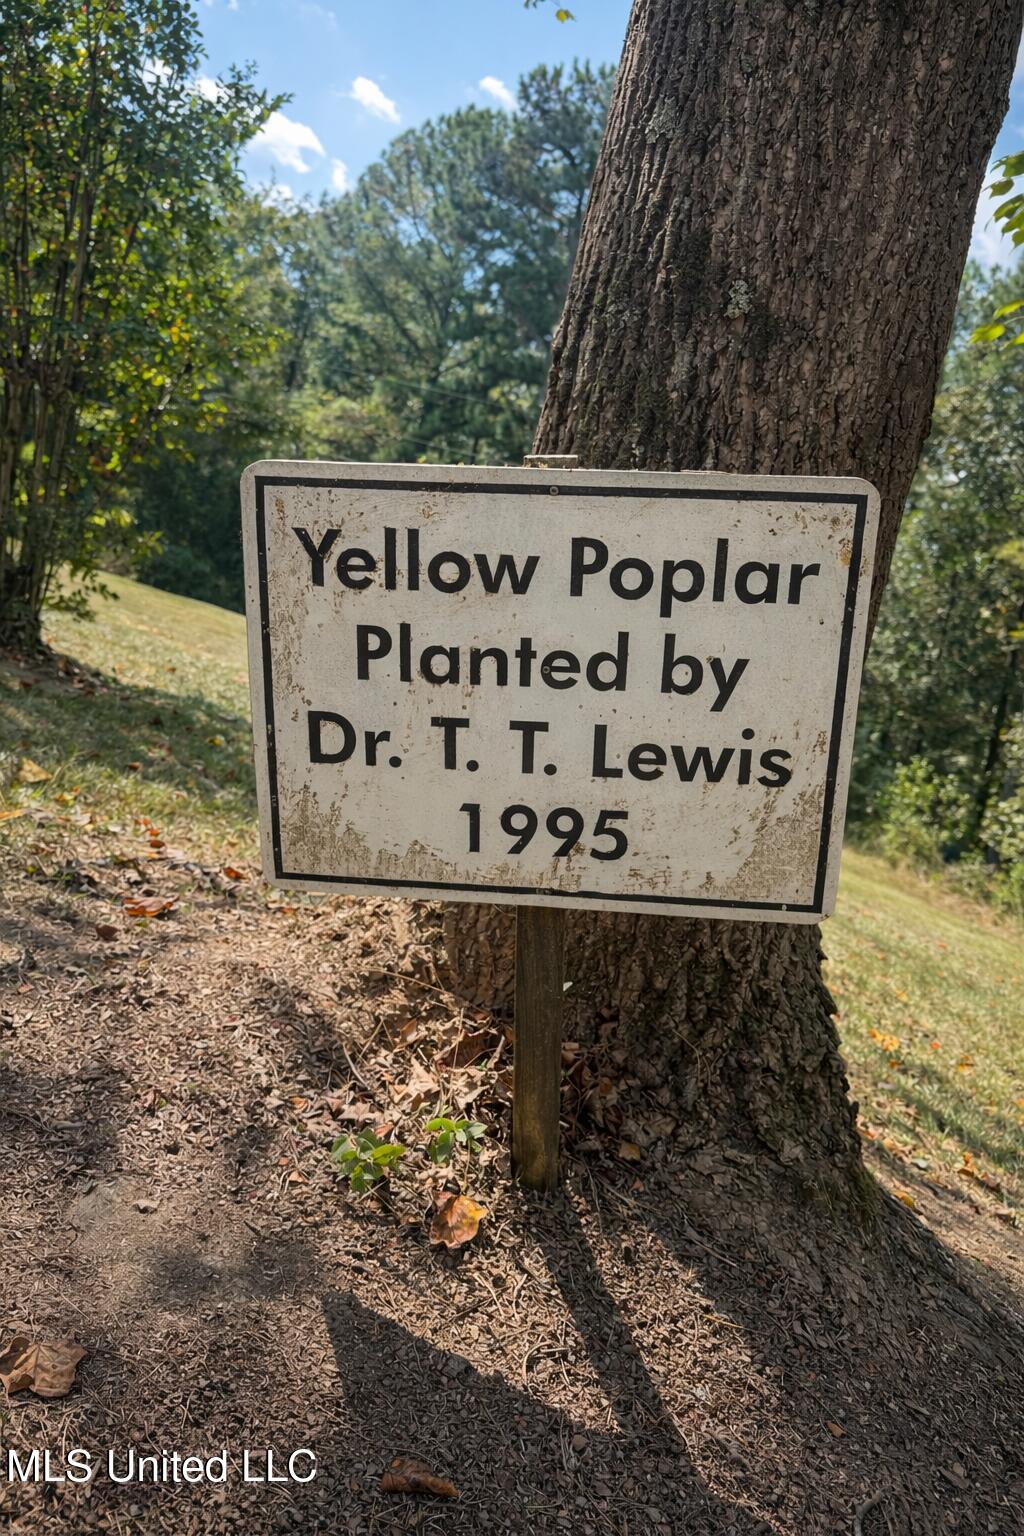 Yellow Poplar
Planted by
Dr. T. T. Lewis
1995
MLS United LLC